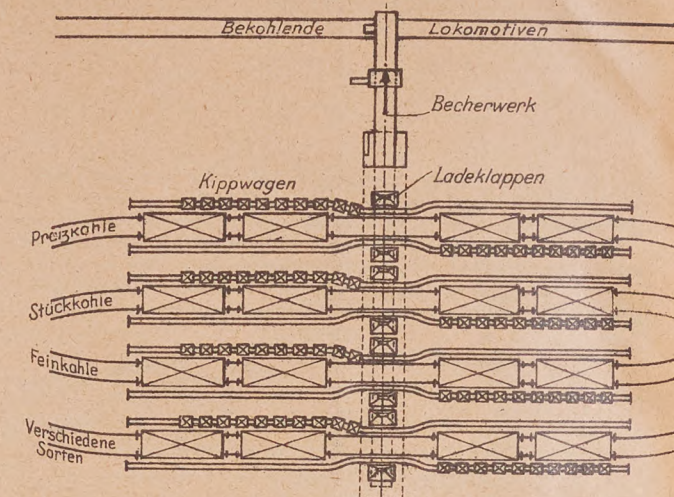 Bekohlende Lokomotiven
Becherwerk
Kippwagen
Ladeklappen
Preßkohle
Stückkohle
Feinkohle
Verschiedene
Sorten